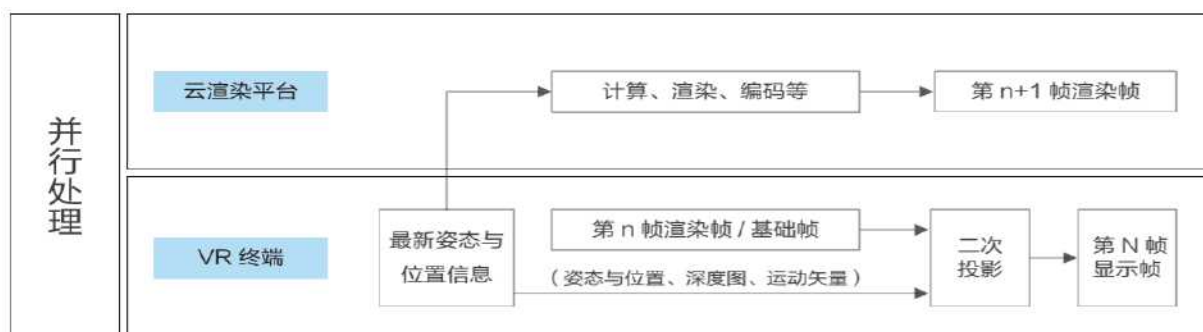 并行处理
云渲染平台
计算、渲染、编码等
第 n+1 帧渲染帧
VR 终端
最新姿态与
位置信息
第 n 帧渲染帧 / 基础帧
（姿态与位置、深度图、运动矢量）
二次
投影
第 N 帧
显示帧